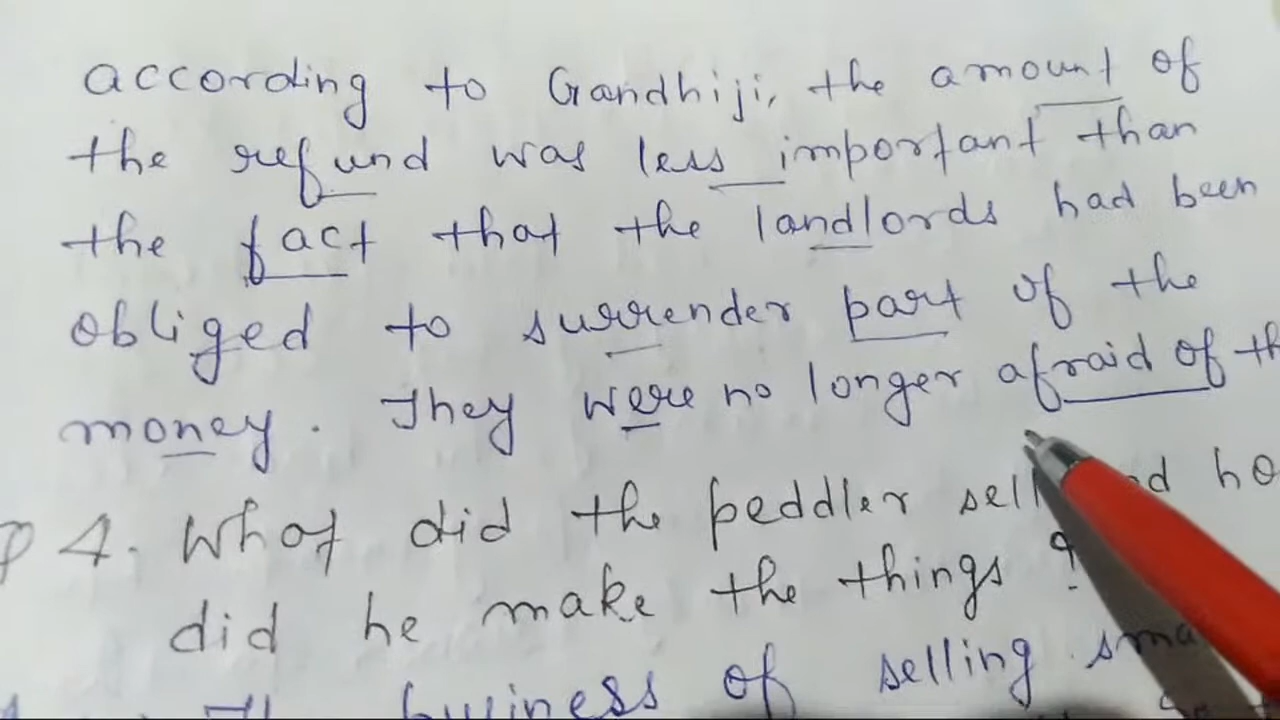 according to Gandhiji, the amount of
the refund was less important than
the fact that the landlords had been
obliged to surrender part of the
money. They were no longer afraid of
4. What did the peddler sell
did he make the things ?
business of selling